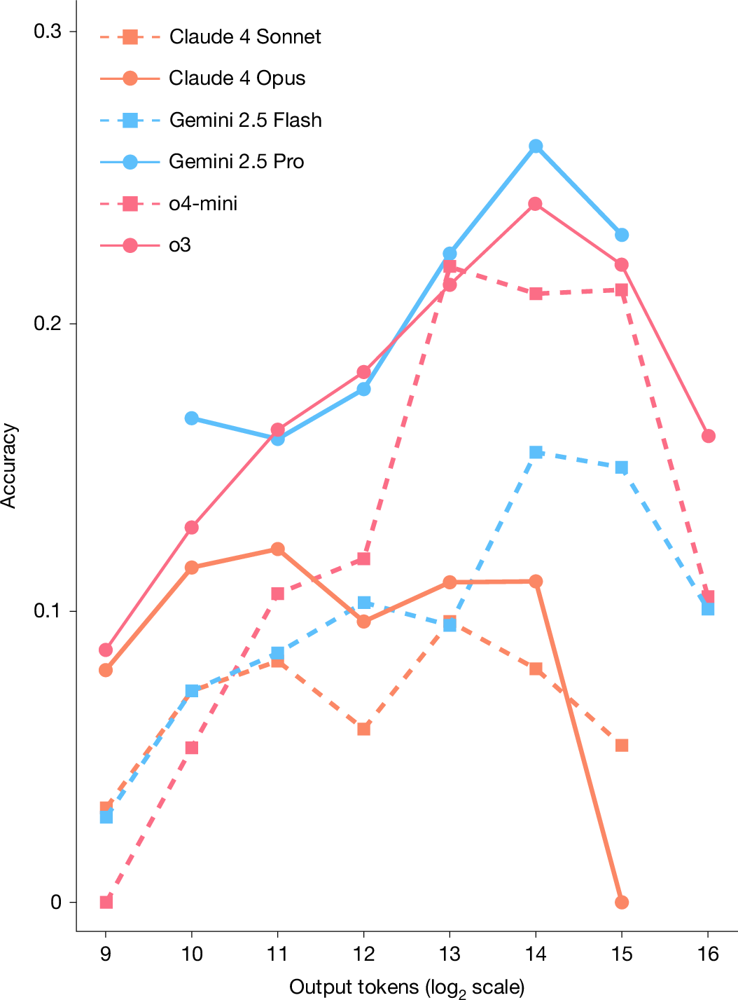 0.3
Claude 4 Sonnet
Claude 4 Opus
Gemini 2.5 Flash
Gemini 2.5 Pro
o4-mini
o3
0.2
0.1
0
Accuracy
9 10 11 12 13 14 15 16
Output tokens (log₂ scale)